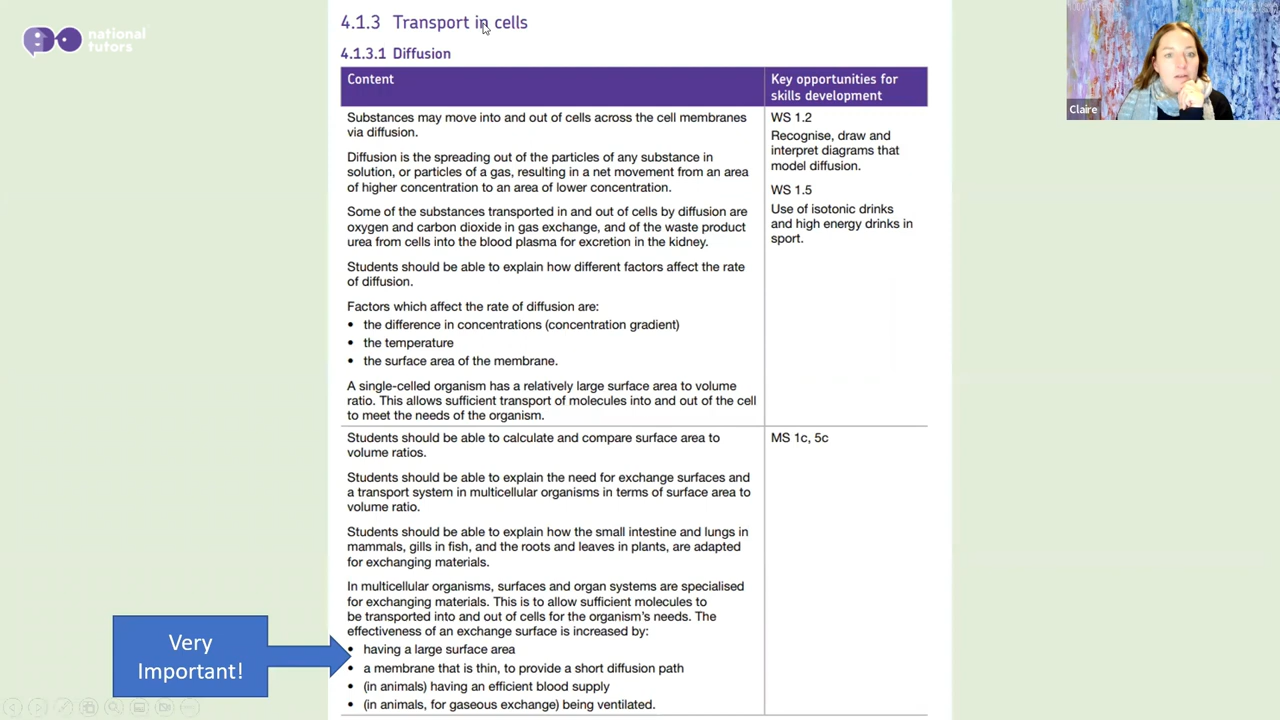 national
tutors
4.1.3 Transport in cells
4.1.3.1 Diffusion
Content
Key opportunities for
skills development
Substances may move into and out of cells across the cell membranes
via diffusion.
Diffusion is the spreading out of the particles of any substance in
solution, or particles of a gas, resulting in a net movement from an area
of higher concentration to an area of lower concentration.
Some of the substances transported in and out of cells by diffusion are
oxygen and carbon dioxide in gas exchange, and of the waste product
urea from cells into the blood plasma for excretion in the kidney.
Students should be able to explain how different factors affect the rate
of diffusion.
Factors which affect the rate of diffusion are:
• the difference in concentrations (concentration gradient)
• the temperature
• the surface area of the membrane.
A single-celled organism has a relatively large surface area to volume
ratio. This allows sufficient transport of molecules into and out of the cell
to meet the needs of the organism.
WS 1.2
Recognise, draw and
interpret diagrams that
model diffusion.
WS 1.5
Use of isotonic drinks
and high energy drinks in
sport.
Students should be able to calculate and compare surface area to
volume ratios.
Students should be able to explain the need for exchange surfaces and
a transport system in multicellular organisms in terms of surface area to
volume ratio.
Students should be able to explain how the small intestine and lungs in
mammals, gills in fish, and the roots and leaves in plants, are adapted
for exchanging materials.
In multicellular organisms, surfaces and organ systems are specialised
for exchanging materials. This is to allow sufficient molecules to
be transported into and out of cells for the organism's needs. The
effectiveness of an exchange surface is increased by:
• having a large surface area
• a membrane that is thin, to provide a short diffusion path
• (in animals) having an efficient blood supply
• (in animals, for gaseous exchange) being ventilated.
MS 1c, 5c
Very
Important!
Claire